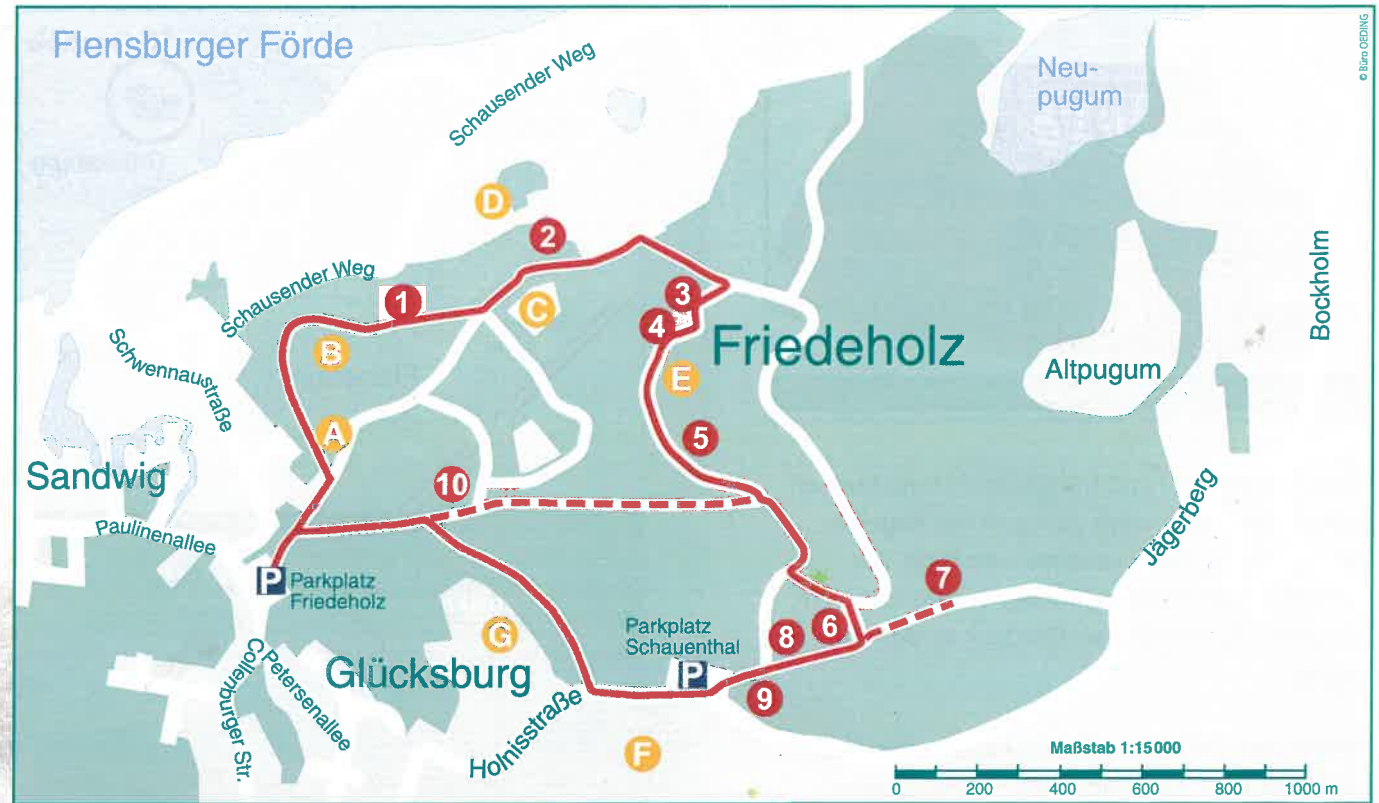 Flensburger Förde
© Büro OEDING
Schausender Weg
Neu-
pugum
D
2
Bockholm
Schausender Weg
1
3
C
4
Friedeholz
Schwennaustraße
B
E
Altpugum
A
5
Sandwig
10
Paulinenallee
Jägerberg
P Parkplatz
Friedeholz
7
G
Parkplatz
Schauenthal
8
6
Glücksburg
P
9
Collenburger Str.
Petersenallee
Holnisstraße
F
Maßstab 1:15000
0 200 400 600 800 1000 m